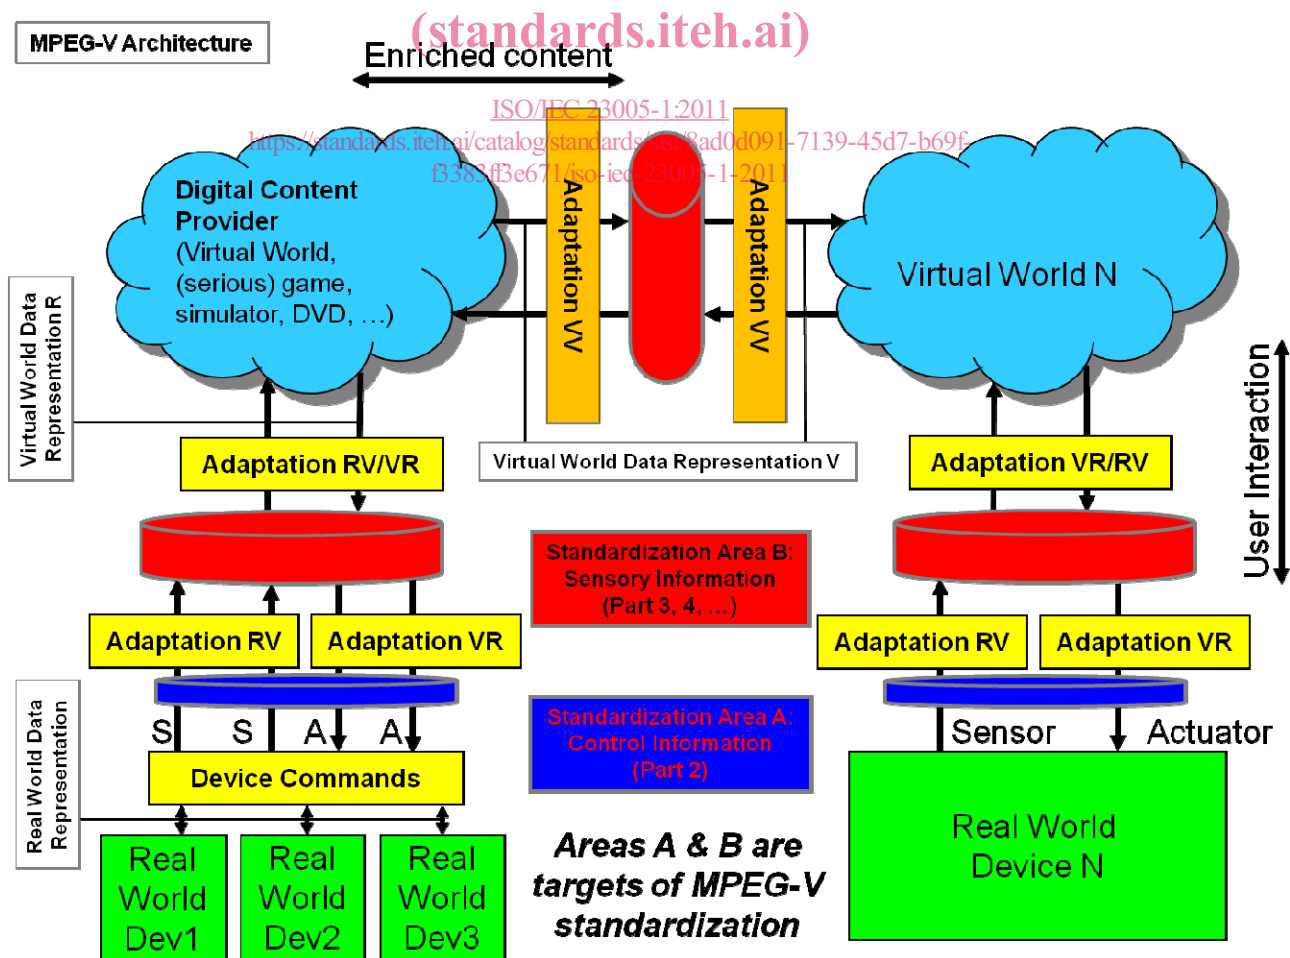 (standards.iteh.ai)
MPEG-V Architecture
Enriched content
ISO/IEC 23005-1:2011
https://standards.iteh.ai/catalog/standards/sist/8ad0d091-7139-45d7-b69f-
f3383ff3e671/iso-iec-23005-1-2011
Digital Content
Provider
(Virtual World,
(serious) game,
simulator, DVD, ...)
Adaptation VV
Adaptation VV
Virtual World N
Virtual World Data
Representation R
Adaptation RV/VR
Virtual World Data Representation V
Adaptation VR/RV
User Interaction
Standardization Area B:
Sensory Information
(Part 3, 4, ...)
Adaptation RV
Adaptation VR
Adaptation RV
Adaptation VR
Standardization Area A:
Control Information
(Part 2)
Real World Data
Representation
S
S
A
A
Sensor
Actuator
Device Commands
Real
World
Dev1
Real
World
Dev2
Real
World
Dev3
Areas A & B are
targets of MPEG-V
standardization
Real World
Device N